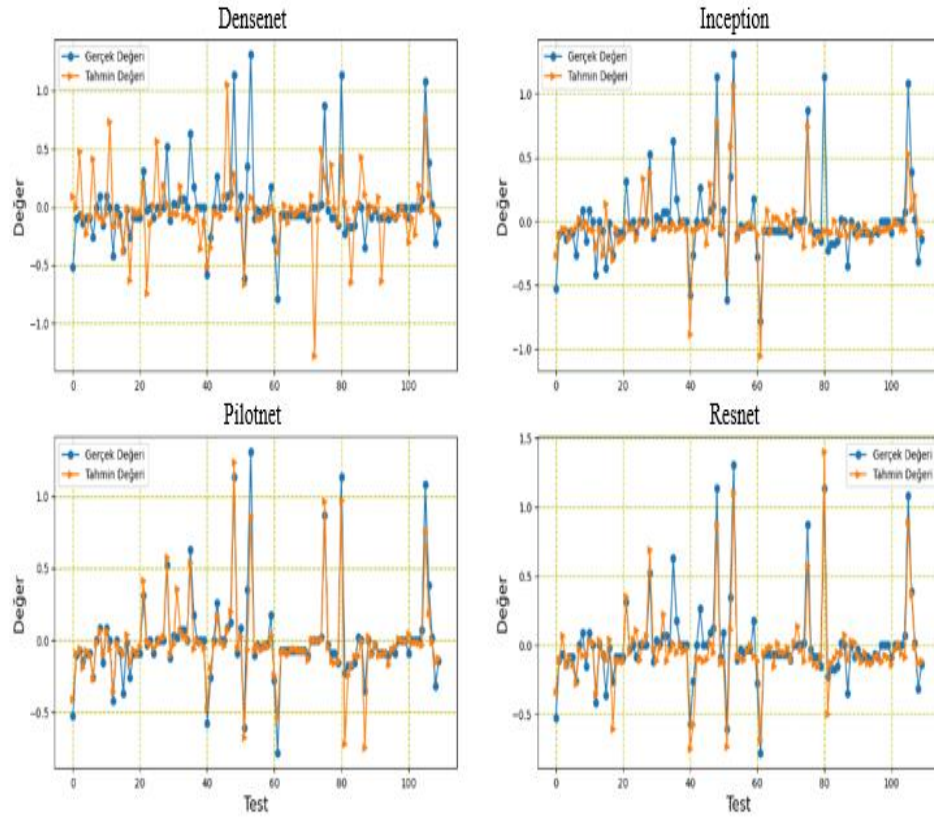 Densenet
Inception
Gerçek Değeri
Tahmin Değeri
Gerçek Değeri
Tahmin Değeri
Değer
1.0
0.5
0.0
−0.5
−1.0
0 20 40 60 80 100
Değer
1.0
0.5
0.0
−0.5
−1.0
0 20 40 60 80 100
Pilotnet
Resnet
Gerçek Değeri
Tahmin Değeri
Gerçek Değeri
Tahmin Değeri
Değer
1.0
0.5
0.0
−0.5
0 20 40 60 80 100
Test
Değer
1.5
1.0
0.5
0.0
−0.5
0 20 40 60 80 100
Test